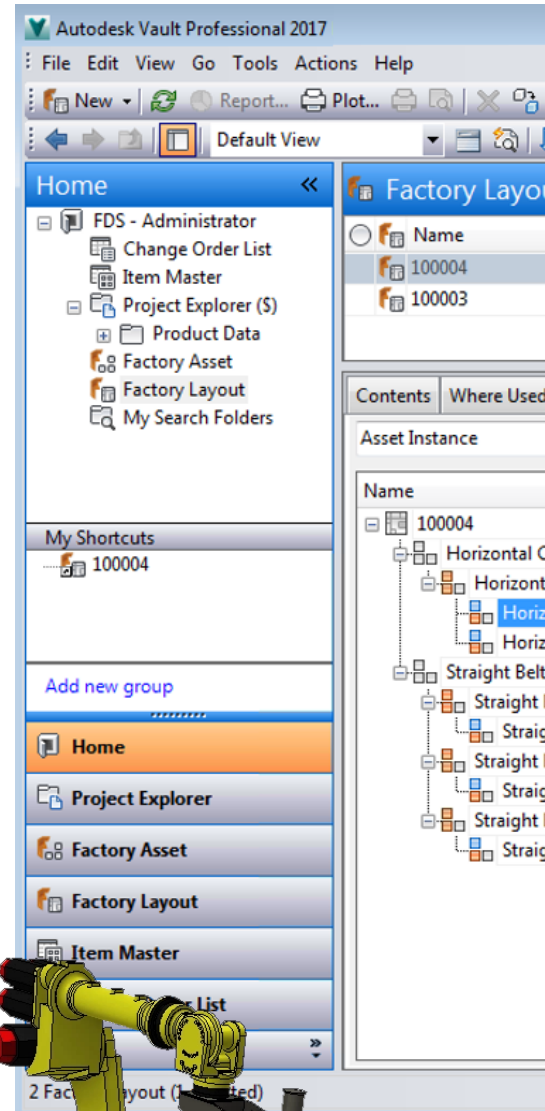 Autodesk Vault Professional 2017
File Edit View Go Tools Actions Help
New Report... Plot...
Default View
Home «
FDS - Administrator
Change Order List
Item Master
Project Explorer ($)
Product Data
Factory Asset
Factory Layout
My Search Folders
My Shortcuts
100004
Add new group
Home
Project Explorer
Factory Asset
Factory Layout
Item Master
List
»
2 Fac yout (1 ted)
Factory Layou
Name
100004
100003
Contents Where Used
Asset Instance
Name
100004
Horizontal C
Horizont
Horiz
Horiz
Straight Belt
Straight
Straig
Straight
Straig
Straight
Straig